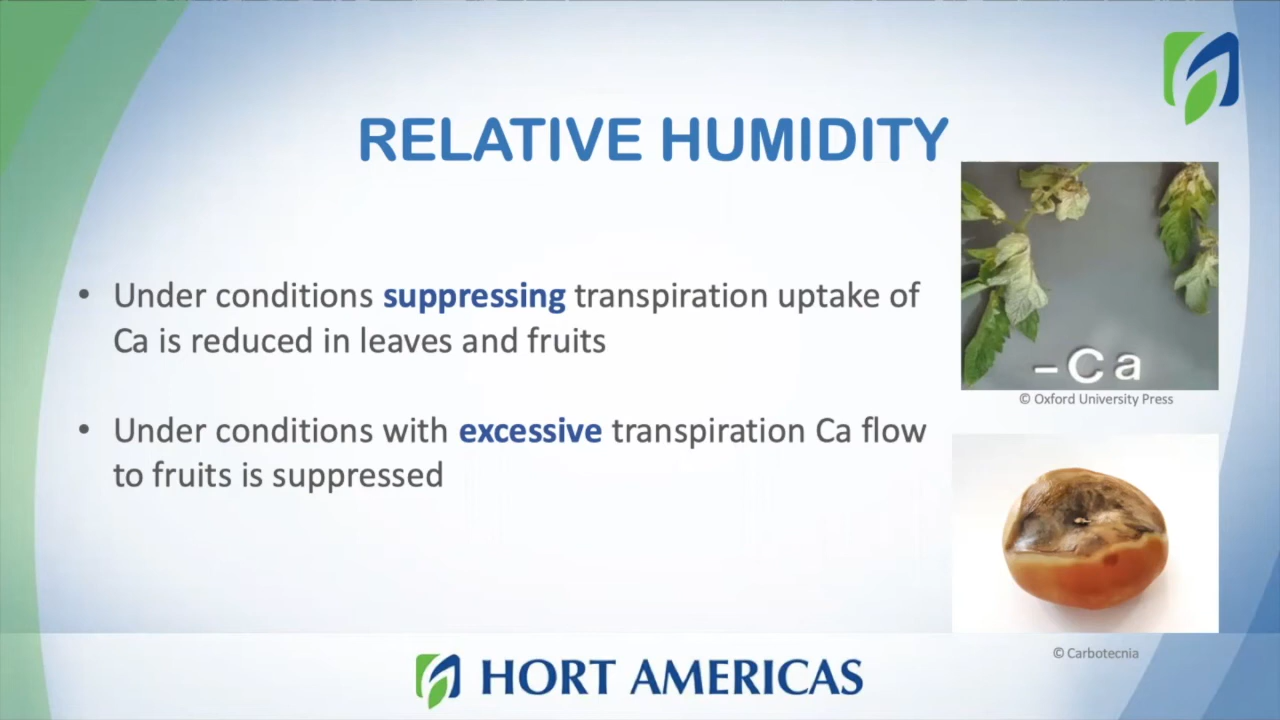 RELATIVE HUMIDITY
• Under conditions suppressing transpiration uptake of
Ca is reduced in leaves and fruits
• Under conditions with excessive transpiration Ca flow
to fruits is suppressed
– Ca
© Oxford University Press
© Carbotecnia
HORT AMERICAS